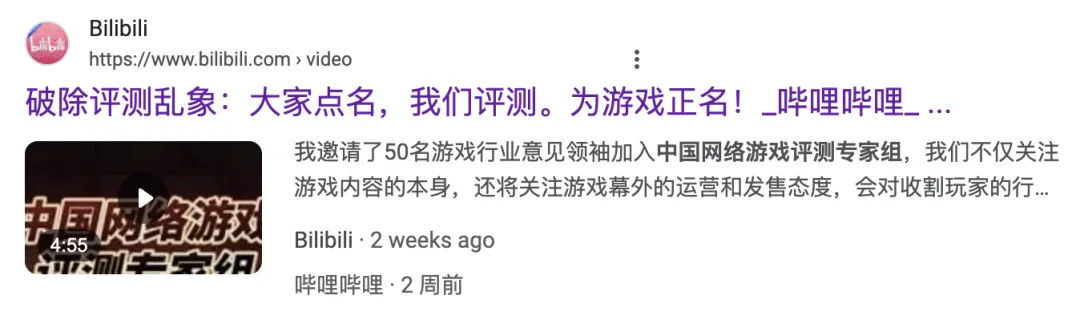 Bilibili
https://www.bilibili.com › video
破除评测乱象：大家点名，我们评测。为游戏正名！_哔哩哔哩_ ...
我邀请了50名游戏行业意见领袖加入中国网络游戏评测专家组，我们不仅关注
游戏内容的本身，还将关注游戏幕外的运营和发售态度，会对收割玩家的行...
中国网络游戏
4:55
评测专家组
Bilibili · 2 weeks ago
哔哩哔哩 · 2 周前